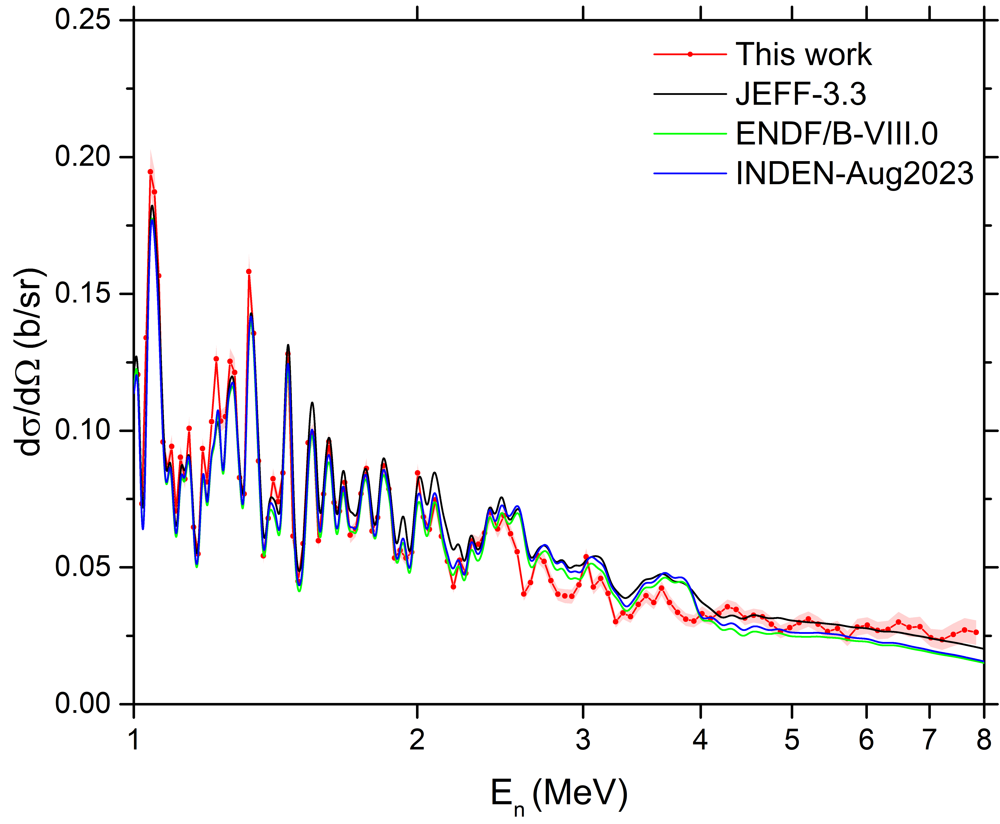 0.25
0.20
0.15
0.10
0.05
0.00
dσ/dΩ (b/sr)
This work
JEFF-3.3
ENDF/B-VIII.0
INDEN-Aug2023
1 2 3 4 5 6 7 8
En (MeV)